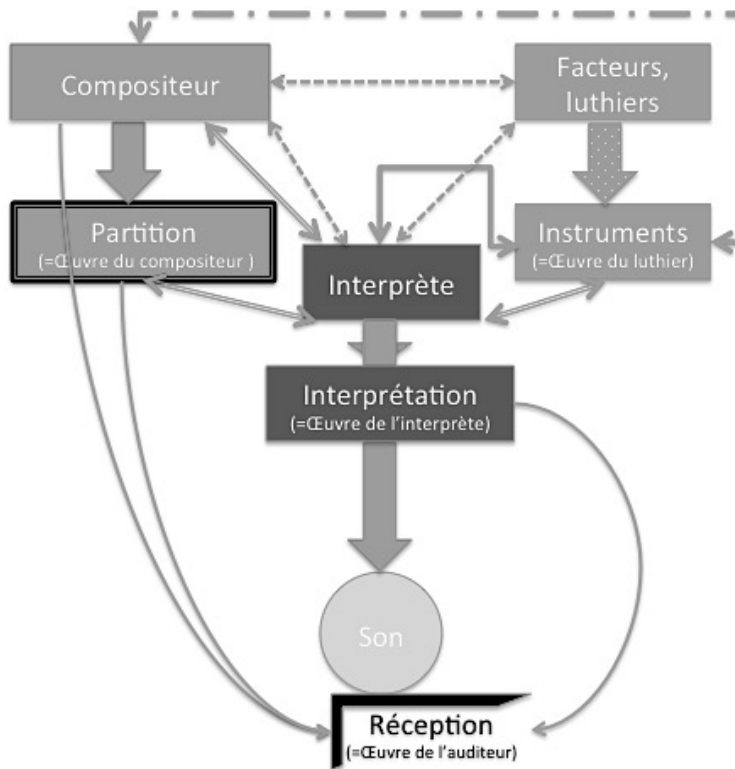 Compositeur
Facteurs,
luthiers
Partition
(=Œuvre du compositeur )
Instruments
(=Œuvre du luthier)
Interprète
Interprétation
(=Œuvre de l’interprète)
Son
Réception
(=Œuvre de l’auditeur)